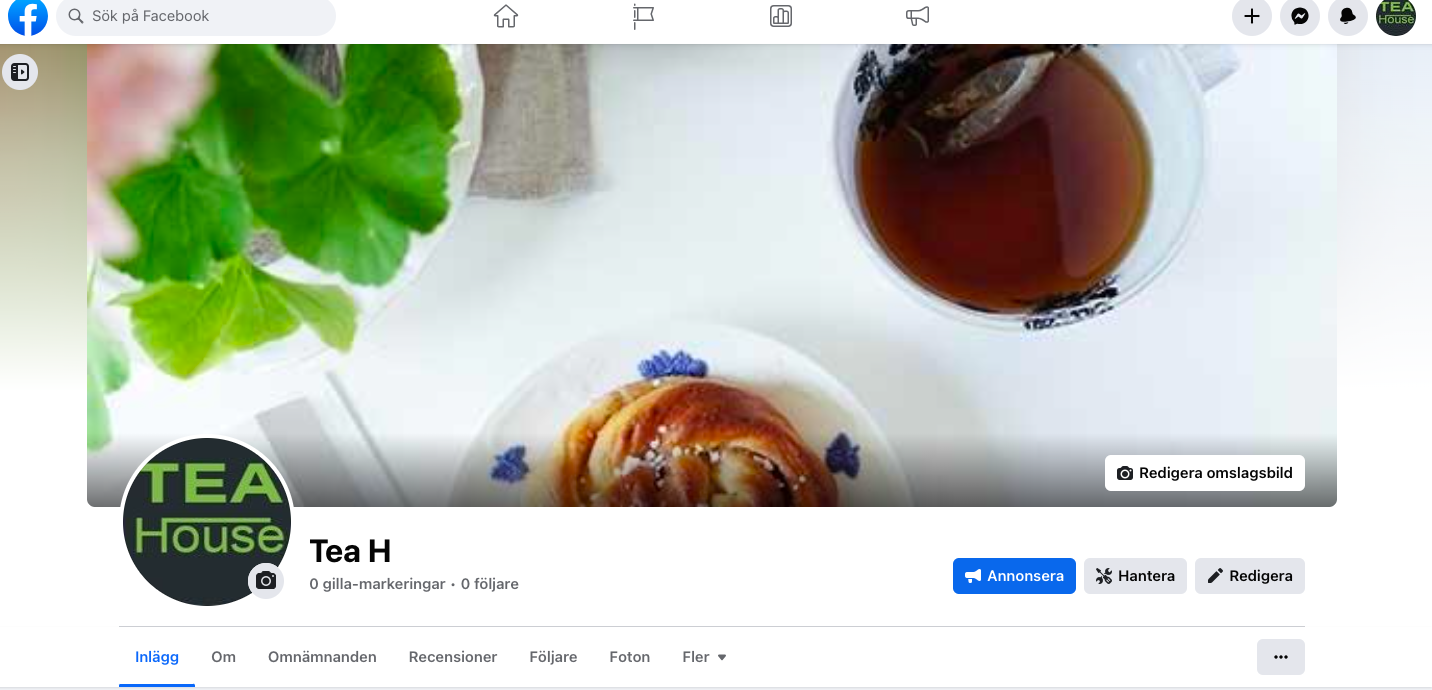 Sök på Facebook
TEA
House
Redigera omslagsbild
TEA
House
Tea H
0 gilla-markeringar • 0 följare
Annonsera
Hantera
Redigera
Inlägg
Om
Omnämnanden
Recensioner
Följare
Foton
Fler